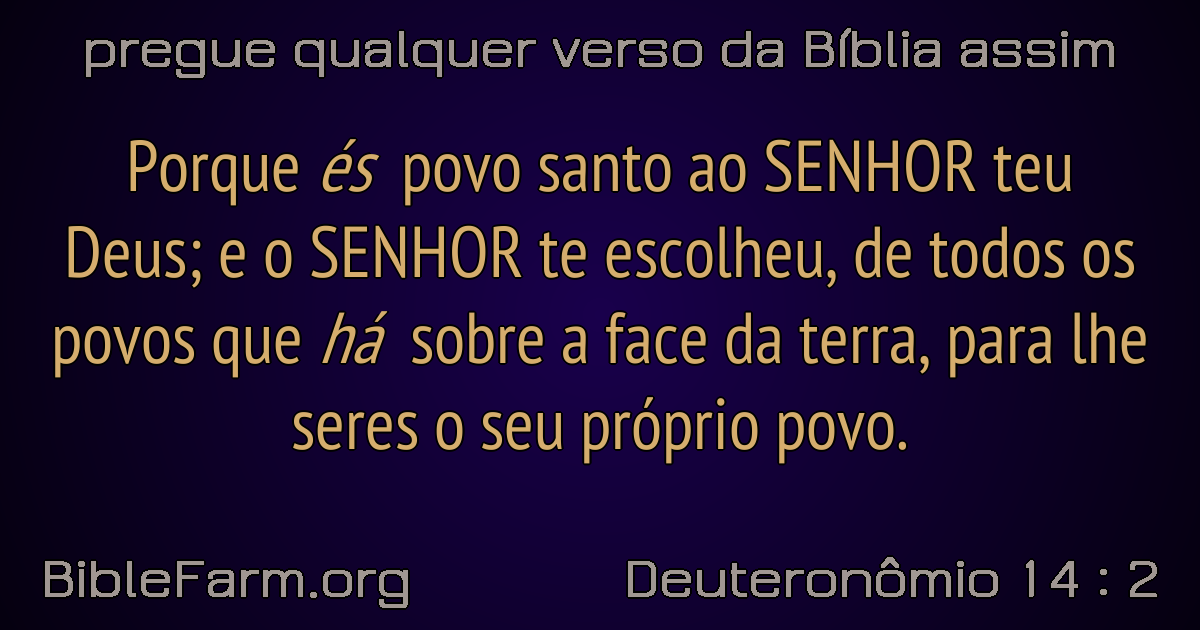 pregue qualquer verso da Bíblia assim
Porque és povo santo ao SENHOR teu
Deus; e o SENHOR te escolheu, de todos os
povos que há sobre a face da terra, para lhe
seres o seu próprio povo.
BibleFarm.org
Deuteronômio 14 : 2